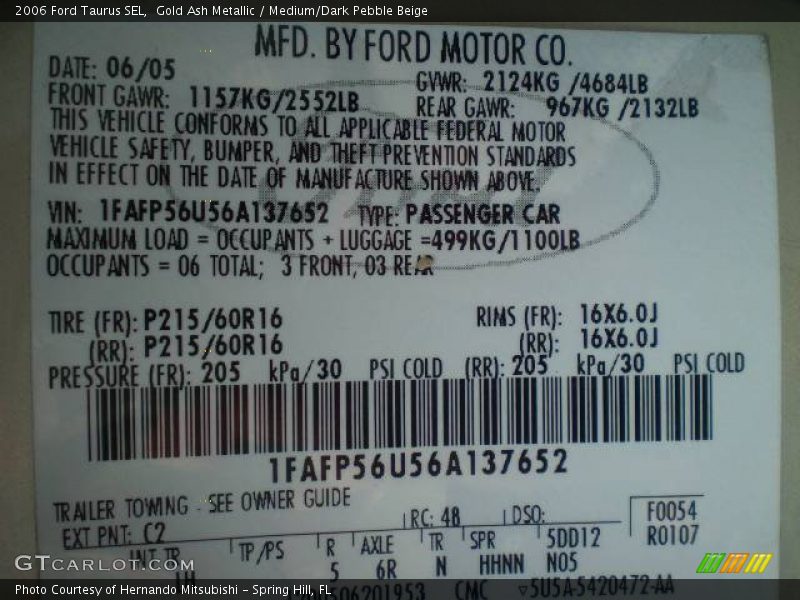 2006 Ford Taurus SEL,  Gold Ash Metallic / Medium/Dark Pebble Beige
MFD. BY FORD MOTOR CO.
DATE: 06/05 GVWR: 2124KG /4684LB
FRONT GAWR: 1157KG/2552LB REAR GAWR: 967KG /2132LB
THIS VEHICLE CONFORMS TO ALL APPLICABLE FEDERAL MOTOR
VEHICLE SAFETY, BUMPER, AND THEFT PREVENTION STANDARDS
IN EFFECT ON THE DATE OF MANUFACTURE SHOWN ABOVE.
VIN: 1FAFP56U56A137652 TYPE: PASSENGER CAR
MAXIMUM LOAD = OCCUPANTS + LUGGAGE =499KG/1100LB
OCCUPANTS = 06 TOTAL; 3 FRONT, 03 REAR
TIRE (FR): P215/60R16 RIMS (FR): 16X6.0J
(RR): P215/60R16 (RR): 16X6.0J
PRESSURE (FR): 205 kPa/30 PSI COLD (RR): 205 kPa/30 PSI COLD
1FAFP56U56A137652
TRAILER TOWING - SEE OWNER GUIDE
EXT PNT: C2 RC: 48 DSO: F0054
R0107
INT TR TP/PS R AXLE TR SPR 5DD12
LH 5 6R N HHNN N05
CMC 5U5A-5420472-AA
GTCARLOT.COM
Photo Courtesy of Hernando Mitsubishi - Spring Hill, FL